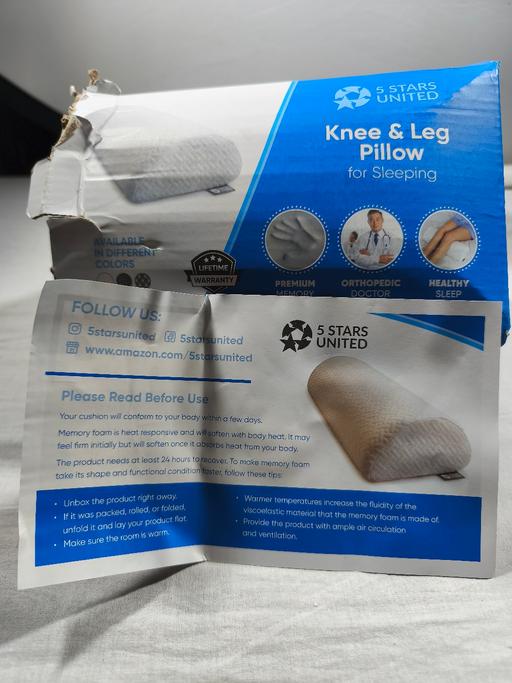 5 STARS
UNITED
Knee & Leg
Pillow
for Sleeping
AVAILABLE
IN DIFFERENT
COLORS
LIFETIME
WARRANTY
PREMIUM
MEMORY
ORTHOPEDIC
DOCTOR
HEALTHY
SLEEP
FOLLOW US:
5starsunited 5starsunited
www.amazon.com/5starsunited
5 STARS
UNITED
Please Read Before Use
Your cushion will conform to your body within a few days.
Memory foam is heat responsive and will soften with body heat. It may
feel firm initially but will soften once it absorbs heat from your body.
The product needs at least 24 hours to recover. To make memory foam
take its shape and functional condition faster, follow these tips:
• Unbox the product right away.
• If it was packed, rolled, or folded,
unfold it and lay your product flat.
• Make sure the room is warm.
• Warmer temperatures increase the fluidity of the
viscoelastic material that the memory foam is made of.
• Provide the product with ample air circulation
and ventilation.